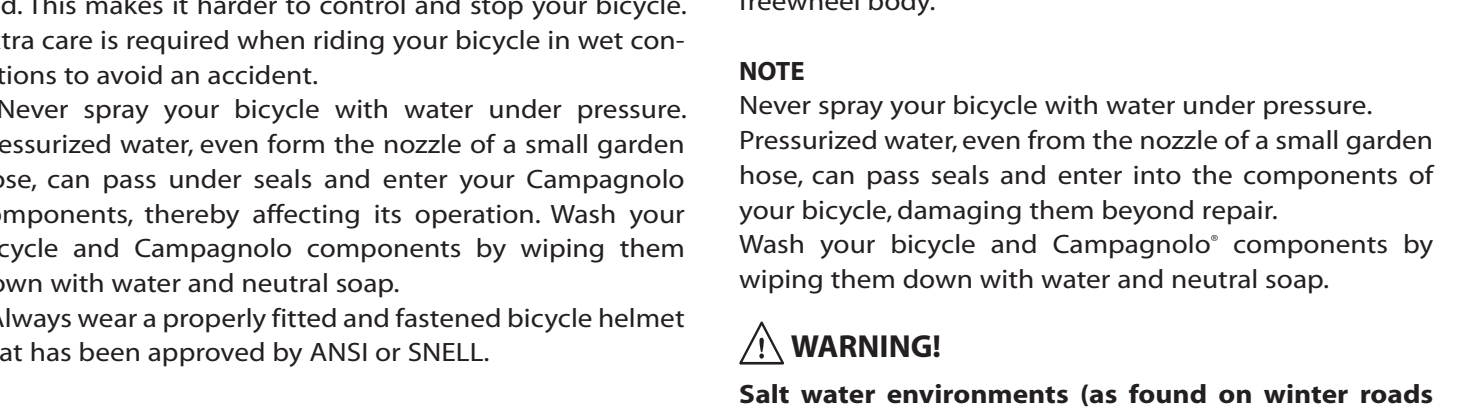 d. This makes it harder to control and stop your bicycle.
tra care is required when riding your bicycle in wet con-
tions to avoid an accident.
Never spray your bicycle with water under pressure.
essurized water, even form the nozzle of a small garden
ose, can pass under seals and enter your Campagnolo
omponents, thereby affecting its operation. Wash your
cycle and Campagnolo components by wiping them
own with water and neutral soap.
Always wear a properly fitted and fastened bicycle helmet
at has been approved by ANSI or SNELL.
freewheel body.
NOTE
Never spray your bicycle with water under pressure.
Pressurized water, even from the nozzle of a small garden
hose, can pass seals and enter into the components of
your bicycle, damaging them beyond repair.
Wash your bicycle and Campagnolo® components by
wiping them down with water and neutral soap.
WARNING!
Salt water environments (as found on winter roads